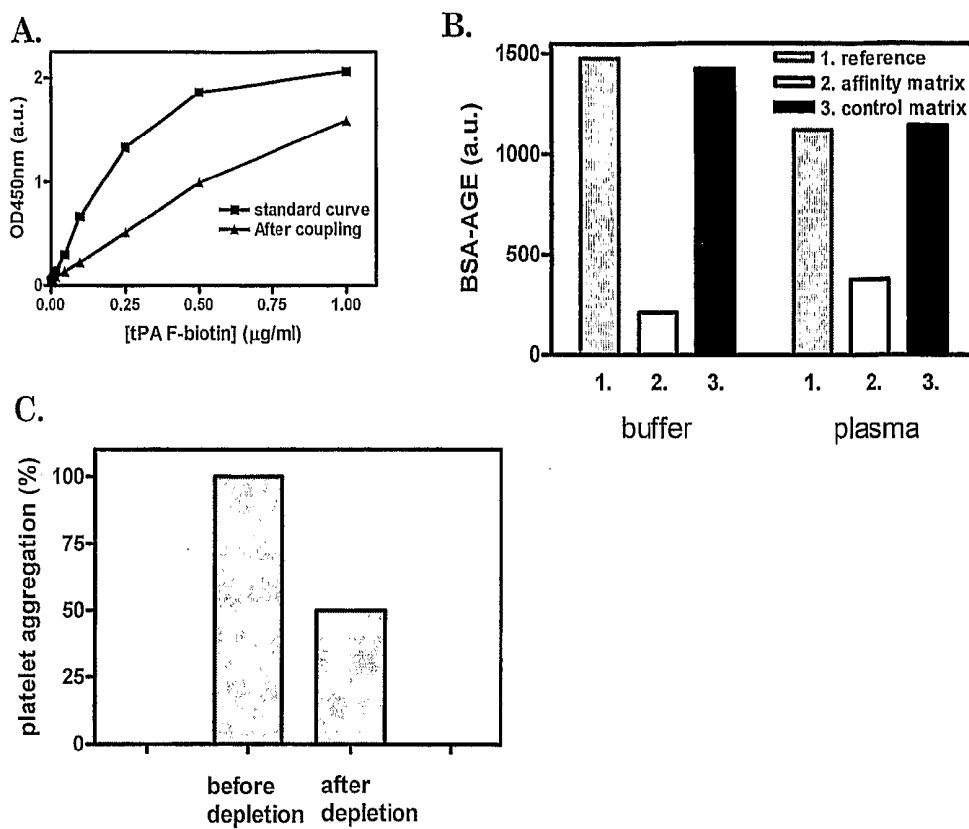 A.
OD450nm (a.u.)
2
1
0
standard curve
After coupling
0.00 0.25 0.50 0.75 1.00
[tPA F-biotin] (μg/ml)
B.
BSA-AGE (a.u.)
1500
1000
500
0
1. reference
2. affinity matrix
3. control matrix
1. 2. 3. 1. 2. 3.
buffer plasma
C.
platelet aggregation (%)
100
75
50
25
0
before after
depletion depletion